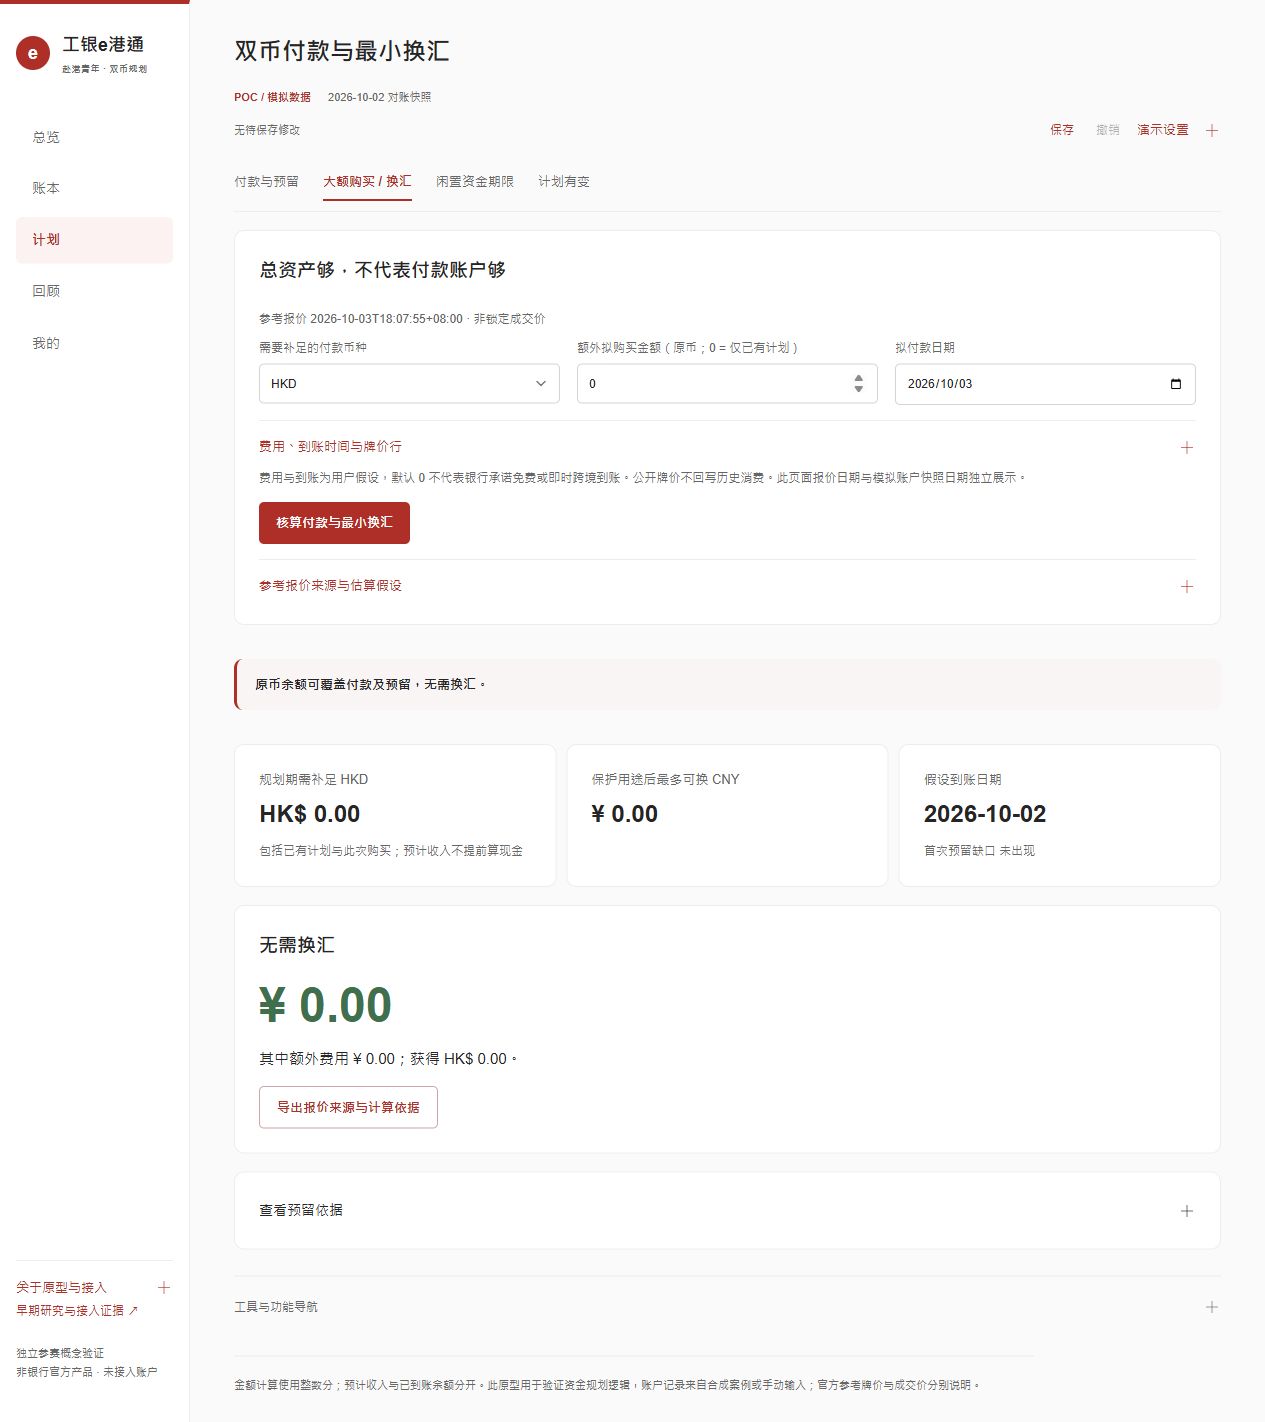 e
工银e港通
赴港青年 · 双币规划
总览
账本
计划
回顾
我的
关于原型与接入
早期研究与接入证据 ↗
独立参赛概念验证
非银行官方产品 · 未接入账户
双币付款与最小换汇
POC / 模拟数据 2026-10-02 对账快照
无待保存修改 保存 撤销 演示设置
付款与预留 大额购买 / 换汇 闲置资金期限 计划有变
总资产够，不代表付款账户够
参考报价 2026-10-03T18:07:55+08:00 · 非锁定成交价
需要补足的付款币种 额外拟购买金额（原币；0 = 仅已有计划） 拟付款日期
HKD 0 2026/10/03
费用、到账时间与牌价行
费用与到账为用户假设，默认 0 不代表银行承诺免费或即时跨境到账。公开牌价不回写历史消费。此页面报价日期与模拟账户快照日期独立展示。
核算付款与最小换汇
参考报价来源与估算假设
原币余额可覆盖付款及预留，无需换汇。
规划期需补足 HKD
HK$ 0.00
包括已有计划与此次购买；预计收入不提前算现金
保护用途后最多可换 CNY
¥ 0.00
假设到账日期
2026-10-02
首次预留缺口 未出现
无需换汇
¥ 0.00
其中额外费用 ¥ 0.00；获得 HK$ 0.00。
导出报价来源与计算依据
查看预留依据
工具与功能导航
金额计算使用整数分；预计收入与已到账余额分开。此原型用于验证资金规划逻辑，账户记录来自合成案例或手动输入；官方参考牌价与成交价分别说明。